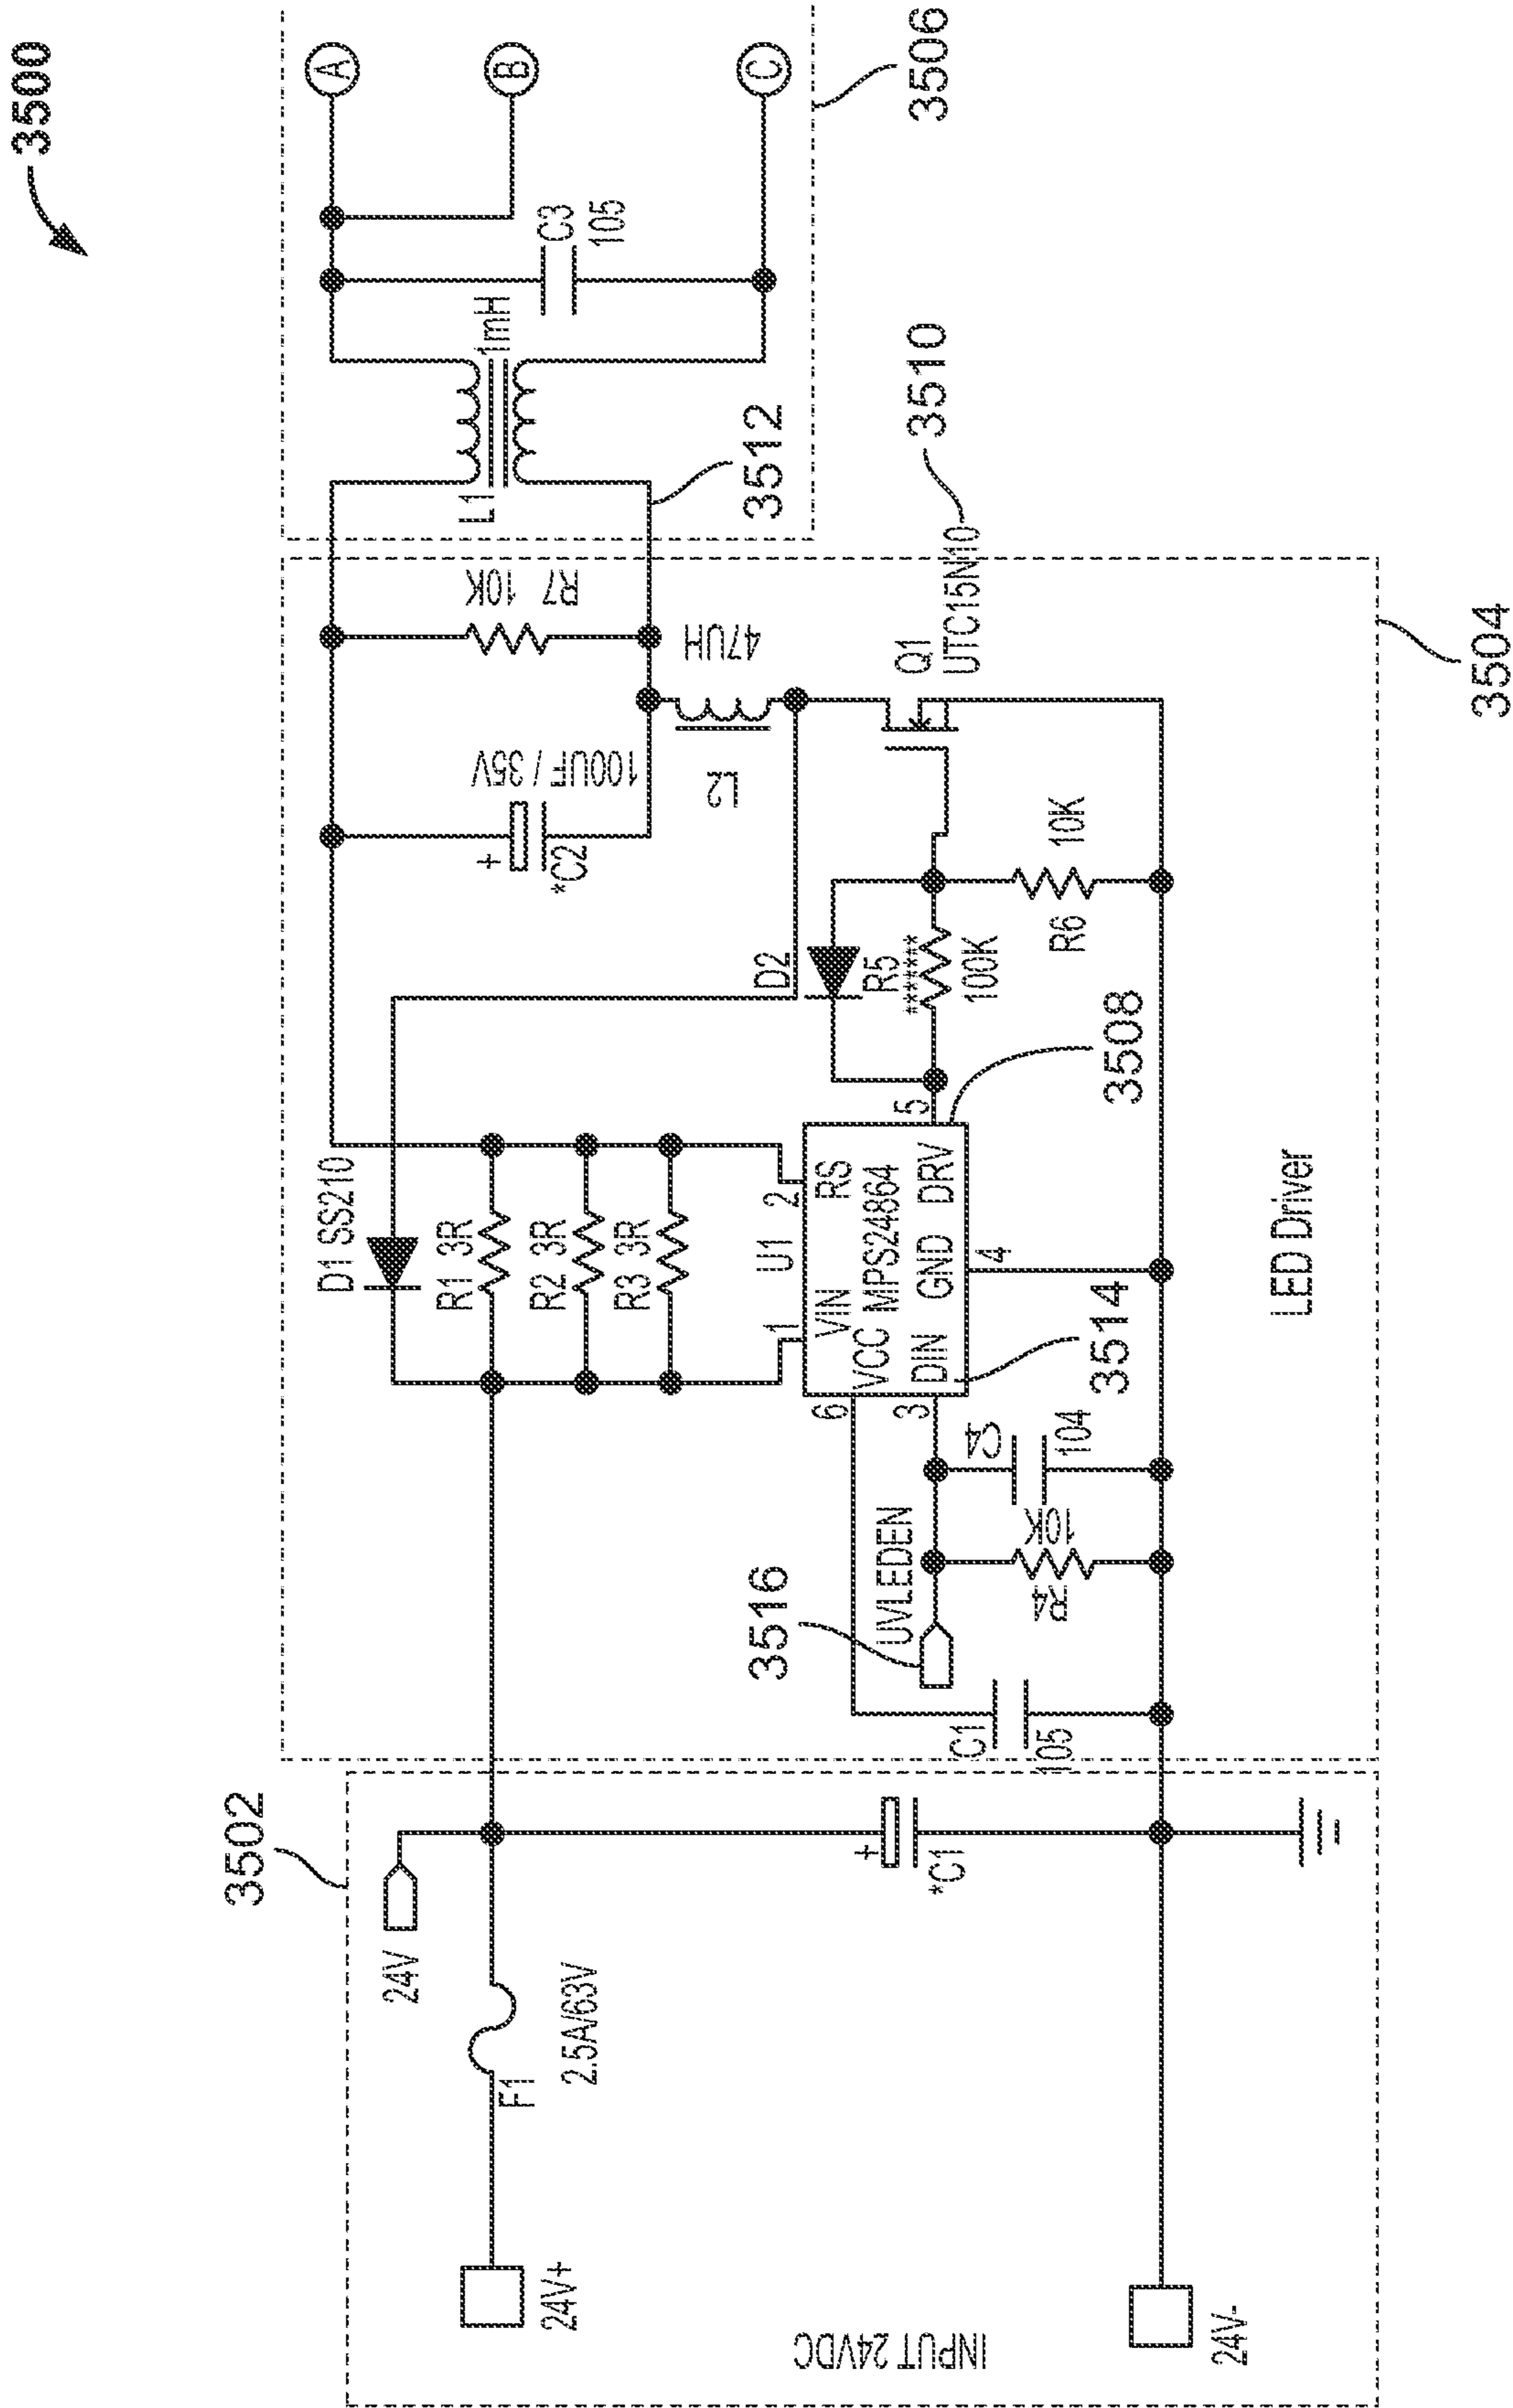 3500
3502
24V
F1
2.5A/63V
24V+
INPUT 24VDC
24V-
+
*C1
D1 SS210
R1 3R
R2 3R
R3 3R
U1
1
2
VIN
RS
VCC
MPS24864
DIN
GND
DRV
6
3
4
5
3508
3514
3516
UVLEDEN
C1
105
R4
10K
C4
104
D2
R5
*******
100K
R6
10K
+
*C2
100UF / 35V
L2
47UH
R7 10K
Q1
UTC15N10
3510
LED Driver
3504
L1
1mH
3512
C3
105
A
B
C
3506